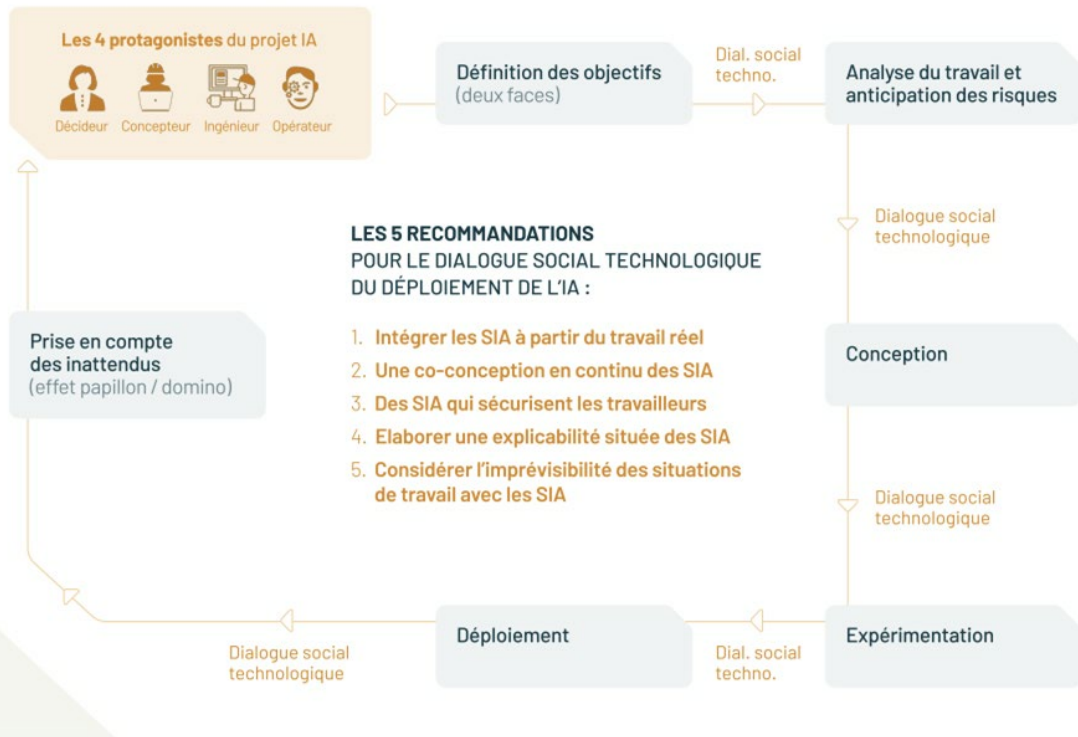 Les 4 protagonistes du projet IA
Décideur
Concepteur
Ingénieur
Opérateur
Définition des objectifs
(deux faces)
Dial. social
techno.
Analyse du travail et
anticipation des risques
Dialogue social
technologique
LES 5 RECOMMANDATIONS
POUR LE DIALOGUE SOCIAL TECHNOLOGIQUE
DU DÉPLOIEMENT DE L'IA :
1. Intégrer les SIA à partir du travail réel
2. Une co-conception en continu des SIA
3. Des SIA qui sécurisent les travailleurs
4. Elaborer une explicabilité située des SIA
5. Considérer l'imprévisibilité des situations
de travail avec les SIA
Prise en compte
des inattendus
(effet papillon / domino)
Conception
Dialogue social
technologique
Expérimentation
Dial. social
techno.
Déploiement
Dialogue social
technologique